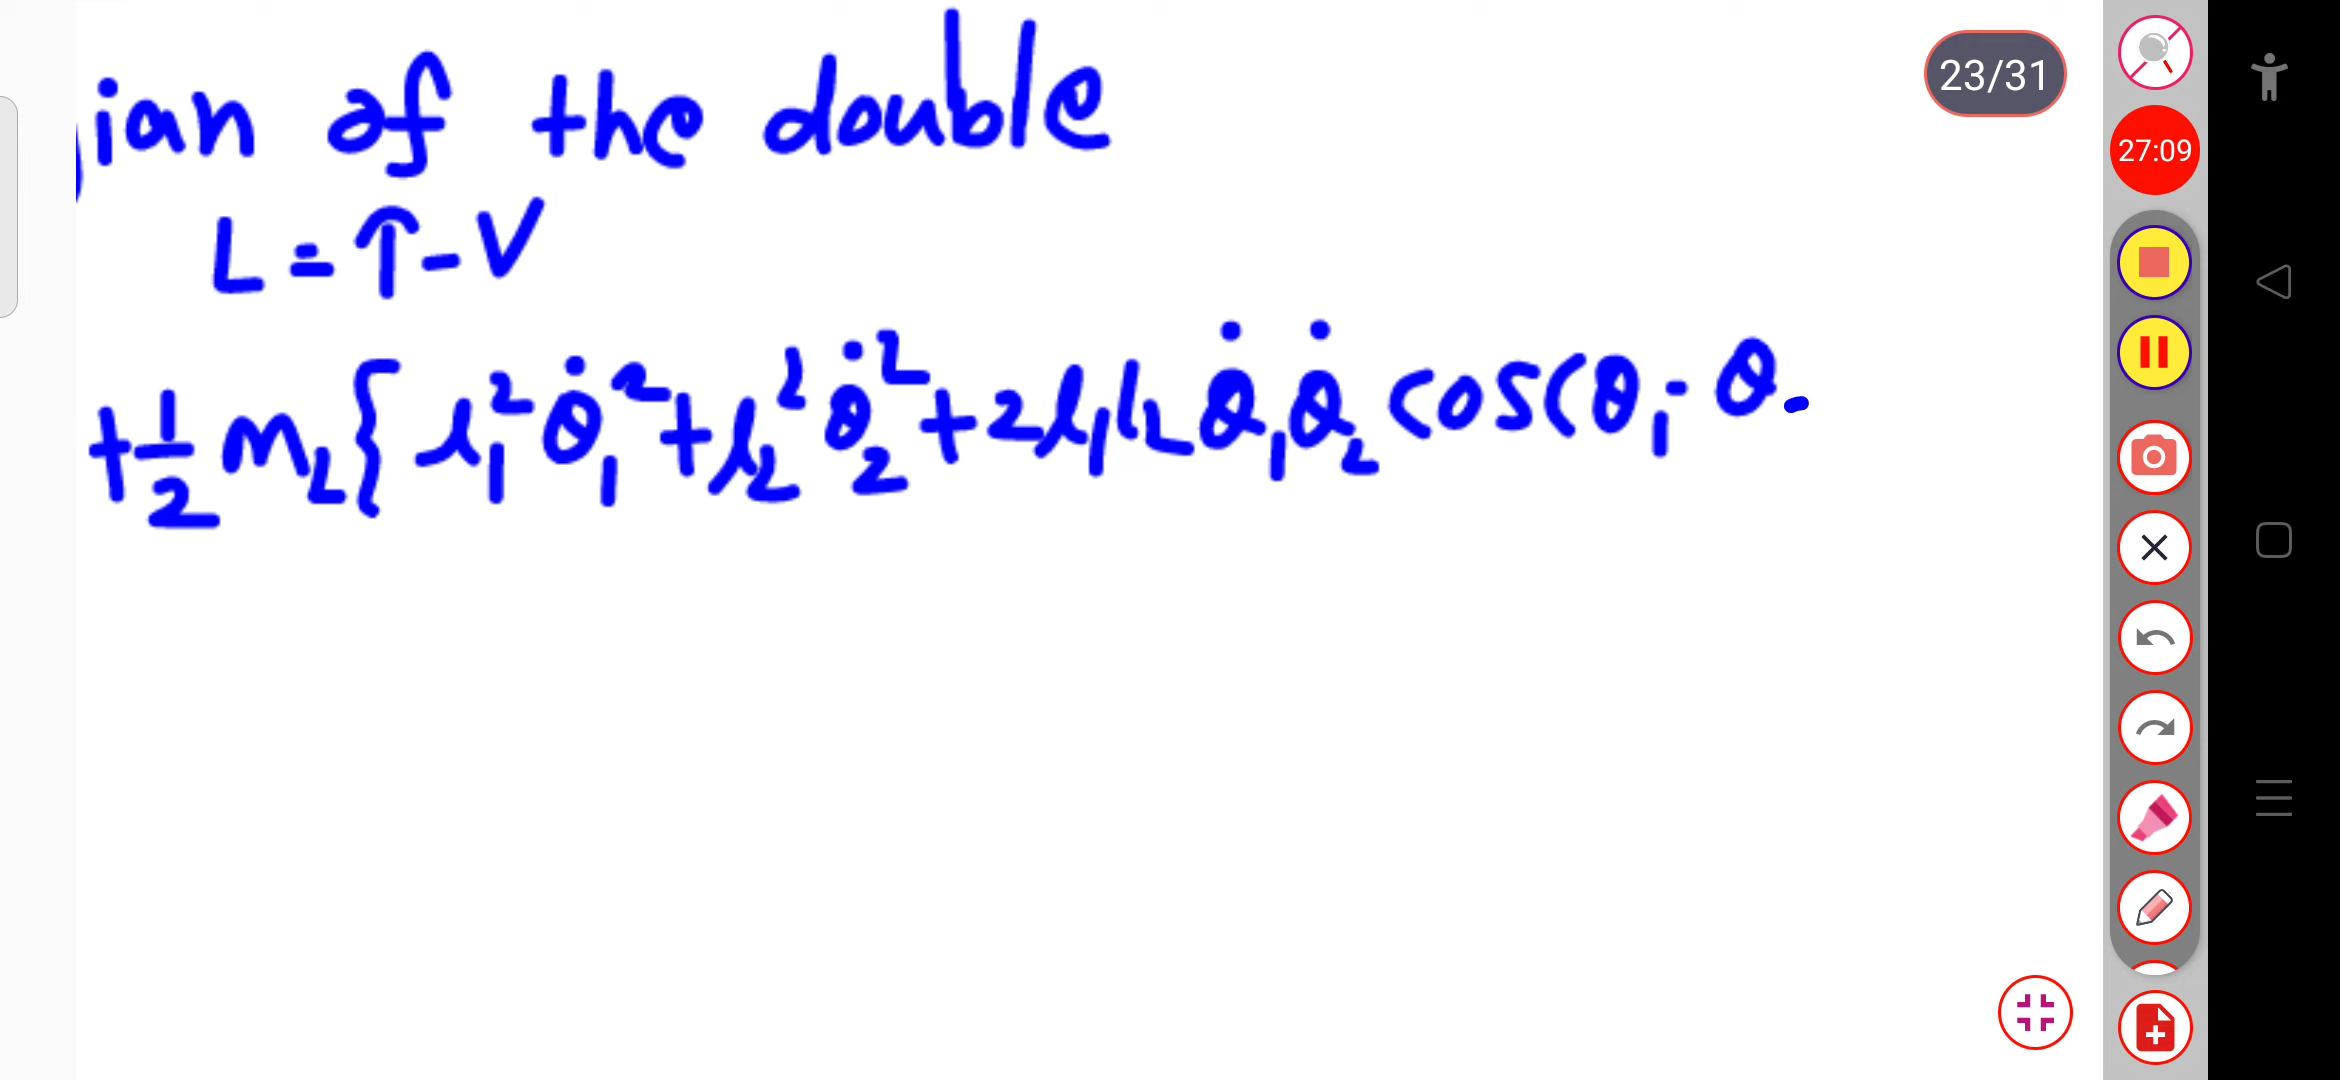 ian of the double
23/31
27:09
L = T - V
+ 1/2 m₂{ l₁² θ̇₁² + l₂² θ̇₂² + 2 l₁ l₂ θ̇₁ θ̇₂ cos(θ₁ - θ